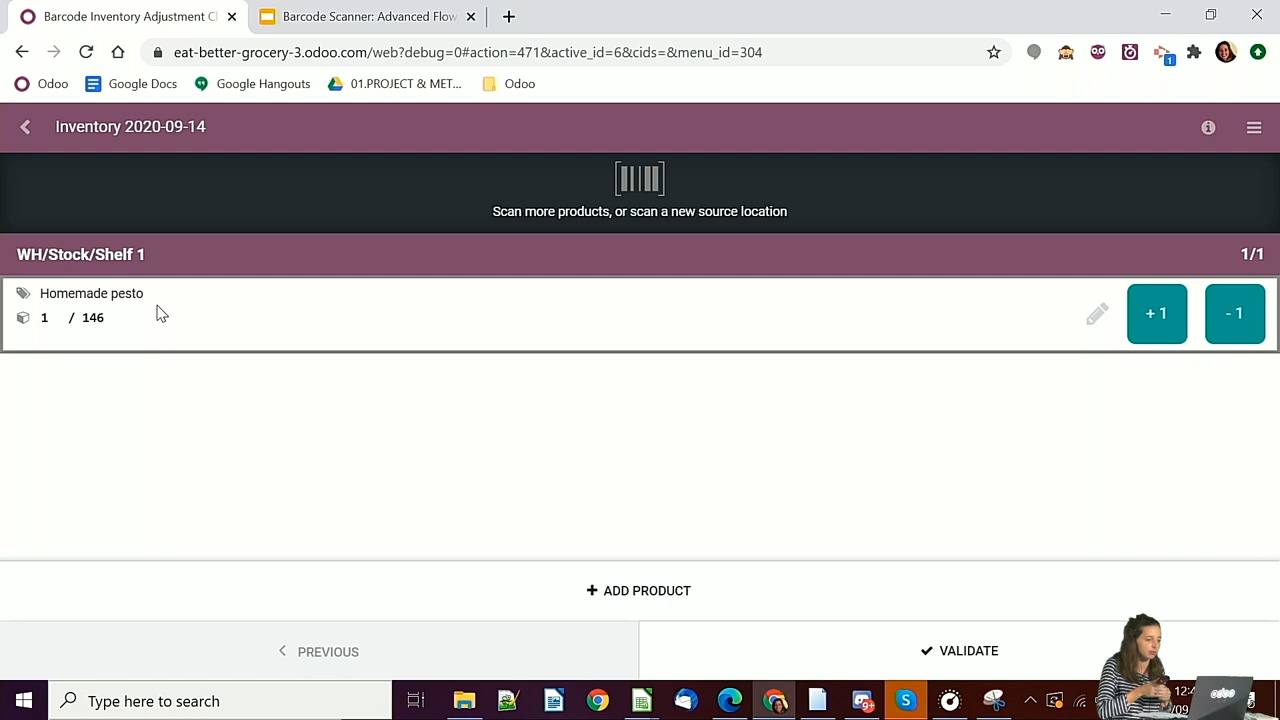 Barcode Inventory Adjustment Cl
Barcode Scanner: Advanced Flow
eat-better-grocery-3.odoo.com/web?debug=0#action=471&active_id=6&cids=&menu_id=304
1
Odoo
Google Docs
Google Hangouts
01.PROJECT & MET...
Odoo
Inventory 2020-09-14
Scan more products, or scan a new source location
WH/Stock/Shelf 1
1/1
Homemade pesto
1 / 146
+ 1
- 1
+ ADD PRODUCT
PREVIOUS
VALIDATE
Type here to search
9+
odoo